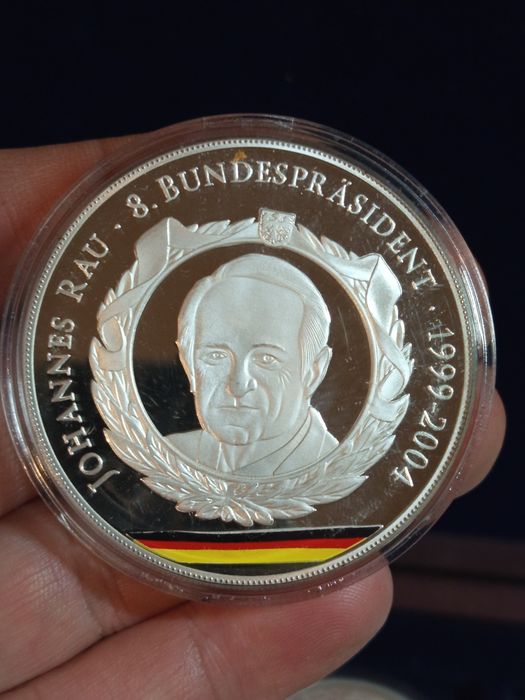 JOHANNES RAU · 8. BUNDESPRÄSIDENT · 1999-2004